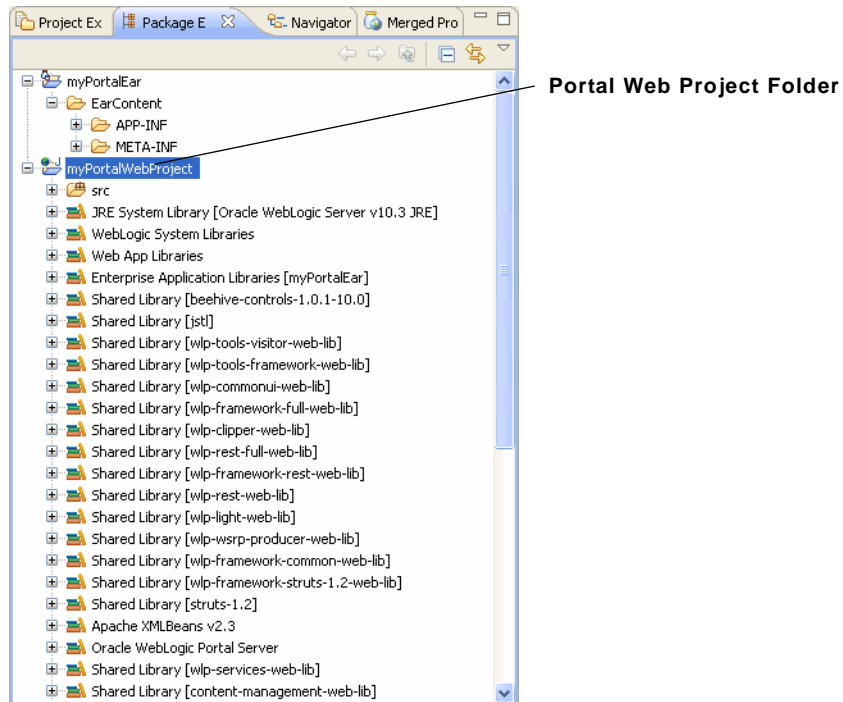 Project Ex Package E Navigator Merged Pro
myPortalEar
Portal Web Project Folder
EarContent
APP-INF
META-INF
myPortalWebProject
src
JRE System Library [Oracle WebLogic Server v10.3 JRE]
WebLogic System Libraries
Web App Libraries
Enterprise Application Libraries [myPortalEar]
Shared Library [beehive-controls-1.0.1-10.0]
Shared Library [jstl]
Shared Library [wlp-tools-visitor-web-lib]
Shared Library [wlp-tools-framework-web-lib]
Shared Library [wlp-commonui-web-lib]
Shared Library [wlp-framework-full-web-lib]
Shared Library [wlp-clipper-web-lib]
Shared Library [wlp-rest-full-web-lib]
Shared Library [wlp-framework-rest-web-lib]
Shared Library [wlp-rest-web-lib]
Shared Library [wlp-light-web-lib]
Shared Library [wlp-wsrp-producer-web-lib]
Shared Library [wlp-framework-common-web-lib]
Shared Library [wlp-framework-struts-1.2-web-lib]
Shared Library [struts-1.2]
Apache XMLBeans v2.3
Oracle WebLogic Portal Server
Shared Library [wlp-services-web-lib]
Shared Library [content-management-web-lib]